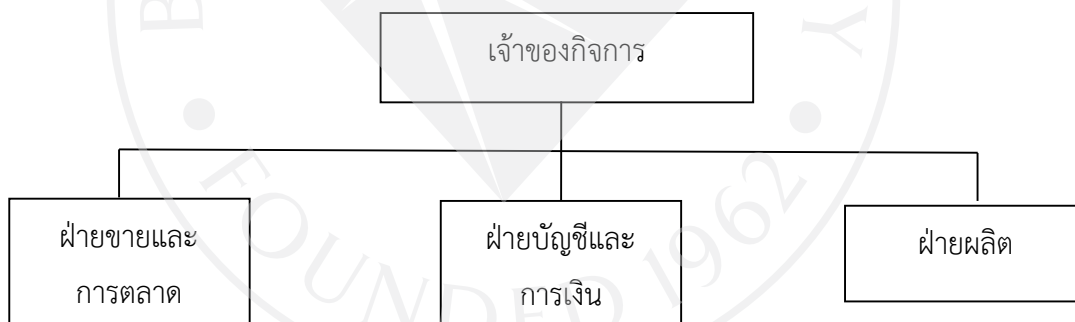 เจ้าของกิจการ
ฝ่ายขายและ
การตลาด
ฝ่ายบัญชีและ
การเงิน
ฝ่ายผลิต
B
Y
FOUNDED 1962